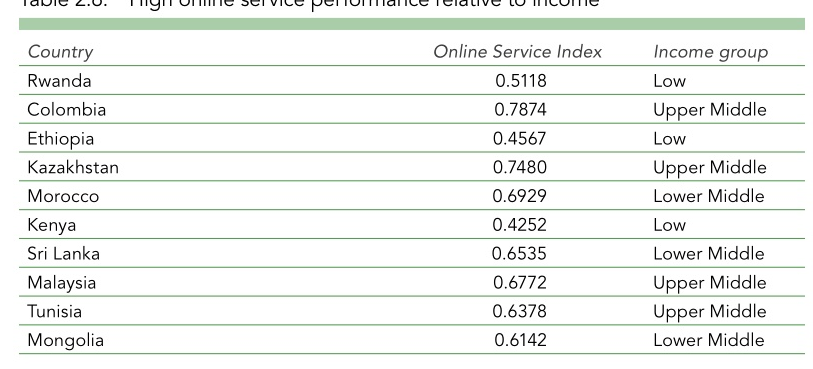 Table 2.6. High online service performance relative to income
Country Online Service Index Income group
Rwanda 0.5118 Low
Colombia 0.7874 Upper Middle
Ethiopia 0.4567 Low
Kazakhstan 0.7480 Upper Middle
Morocco 0.6929 Lower Middle
Kenya 0.4252 Low
Sri Lanka 0.6535 Lower Middle
Malaysia 0.6772 Upper Middle
Tunisia 0.6378 Upper Middle
Mongolia 0.6142 Lower Middle